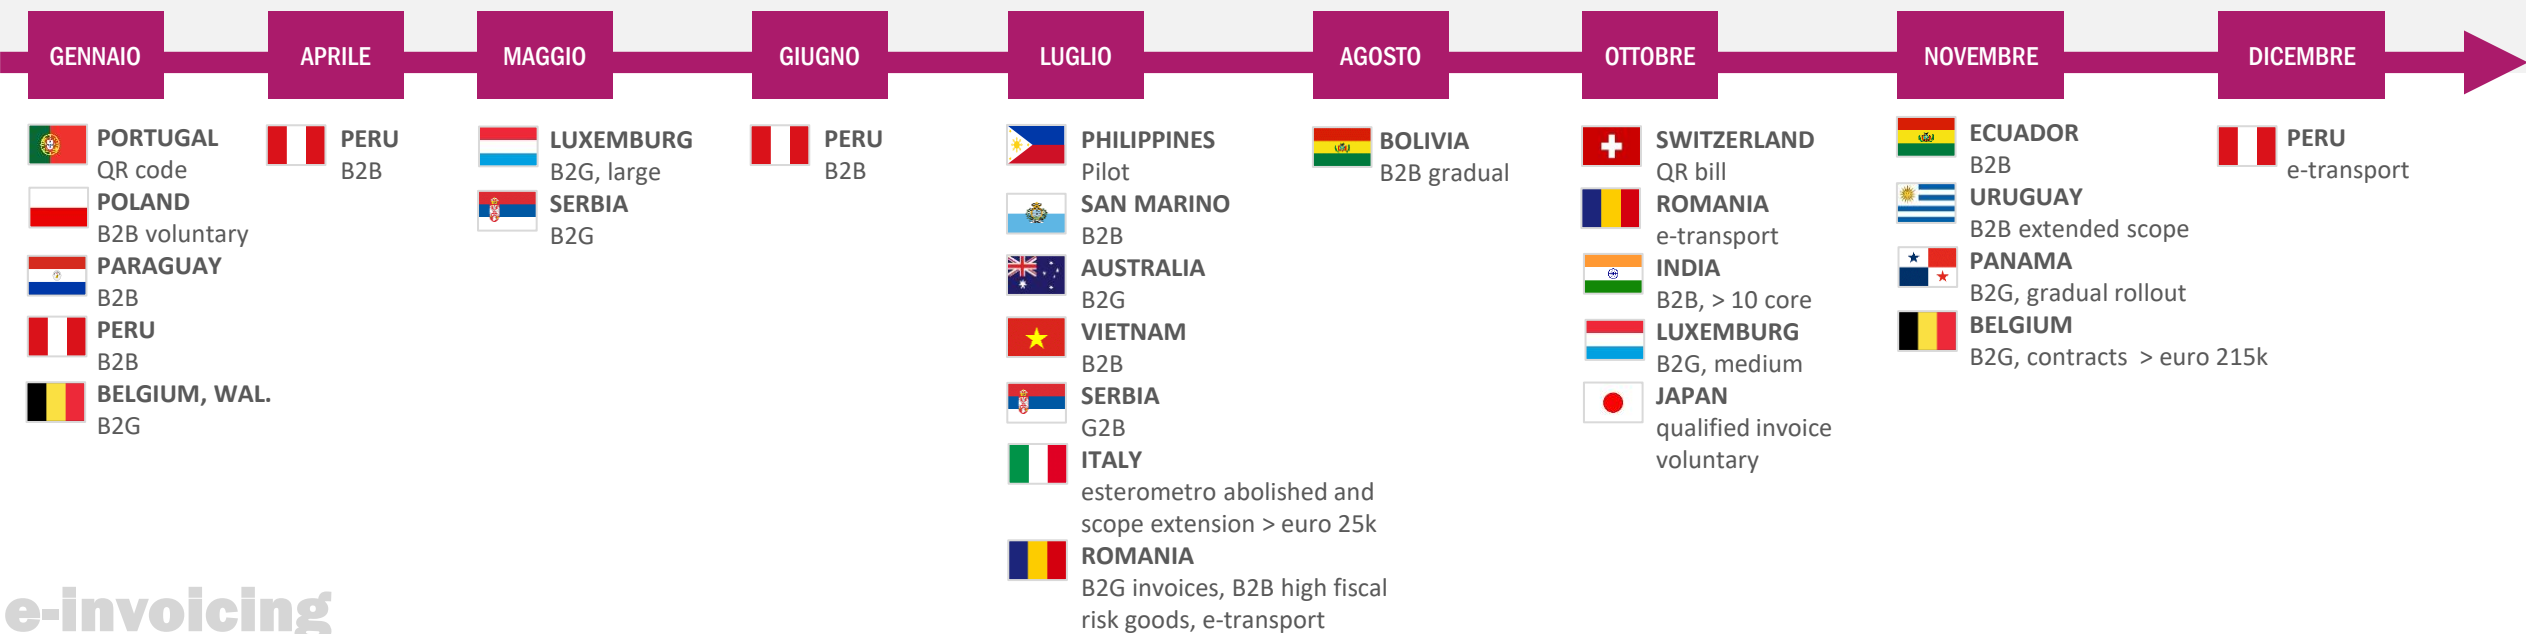 GENNAIO
APRILE
MAGGIO
GIUGNO
LUGLIO
AGOSTO
OTTOBRE
NOVEMBRE
DICEMBRE
PORTUGAL
QR code
POLAND
B2B voluntary
PARAGUAY
B2B
PERU
B2B
BELGIUM, WAL.
B2G
PERU
B2B
LUXEMBURG
B2G, large
SERBIA
B2G
PERU
B2B
PHILIPPINES
Pilot
SAN MARINO
B2B
AUSTRALIA
B2G
VIETNAM
B2B
SERBIA
G2B
ITALY
esterometro abolished and
scope extension > euro 25k
ROMANIA
B2G invoices, B2B high fiscal
risk goods, e-transport
BOLIVIA
B2B gradual
SWITZERLAND
QR bill
ROMANIA
e-transport
INDIA
B2B, > 10 core
LUXEMBURG
B2G, medium
JAPAN
qualified invoice
voluntary
ECUADOR
B2B
URUGUAY
B2B extended scope
PANAMA
B2G, gradual rollout
BELGIUM
B2G, contracts > euro 215k
PERU
e-transport
e-invoicing